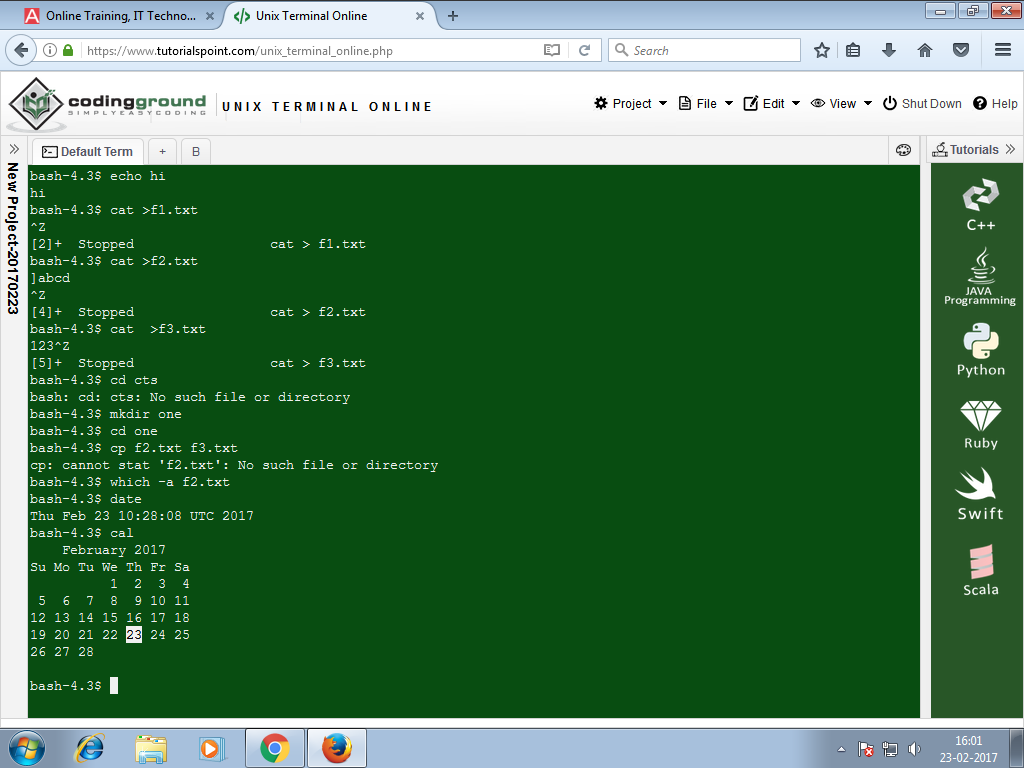 Online Training, IT Techno...
Unix Terminal Online
https://www.tutorialspoint.com/unix_terminal_online.php
Search
codingground
SIMPLYEASYCODING
UNIX TERMINAL ONLINE
Project
File
Edit
View
Shut Down
Help
Default Term
+
B
Tutorials
New Project-20170223
bash-4.3$ echo hi
hi
bash-4.3$ cat >f1.txt
^Z
[2]+  Stopped                 cat > f1.txt
bash-4.3$ cat >f2.txt
]abcd
^Z
[4]+  Stopped                 cat > f2.txt
bash-4.3$ cat  >f3.txt
123^Z
[5]+  Stopped                 cat > f3.txt
bash-4.3$ cd cts
bash: cd: cts: No such file or directory
bash-4.3$ mkdir one
bash-4.3$ cd one
bash-4.3$ cp f2.txt f3.txt
cp: cannot stat 'f2.txt': No such file or directory
bash-4.3$ which -a f2.txt
bash-4.3$ date
Thu Feb 23 10:28:08 UTC 2017
bash-4.3$ cal
    February 2017
Su Mo Tu We Th Fr Sa
          1  2  3  4
 5  6  7  8  9 10 11
12 13 14 15 16 17 18
19 20 21 22 23 24 25
26 27 28
bash-4.3$
C++
JAVA
Programming
Python
Ruby
Swift
Scala
16:01
23-02-2017